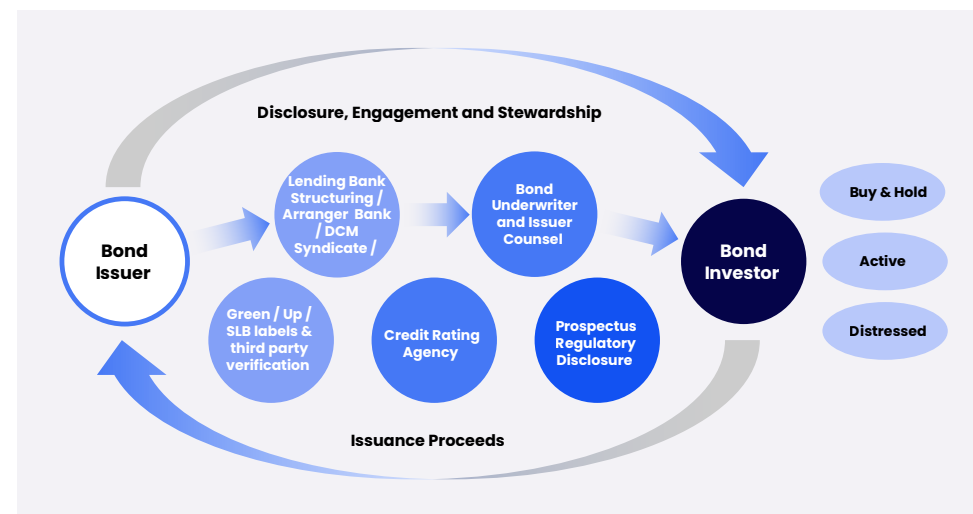 Disclosure, Engagement and Stewardship
Bond
Issuer
Lending Bank
Structuring /
Arranger Bank
/ DCM
Syndicate /
Bond
Underwriter
and Issuer
Counsel
Bond
Investor
Buy & Hold
Active
Distressed
Green / Up /
SLB labels &
third party
verification
Credit Rating
Agency
Prospectus
Regulatory
Disclosure
Issuance Proceeds